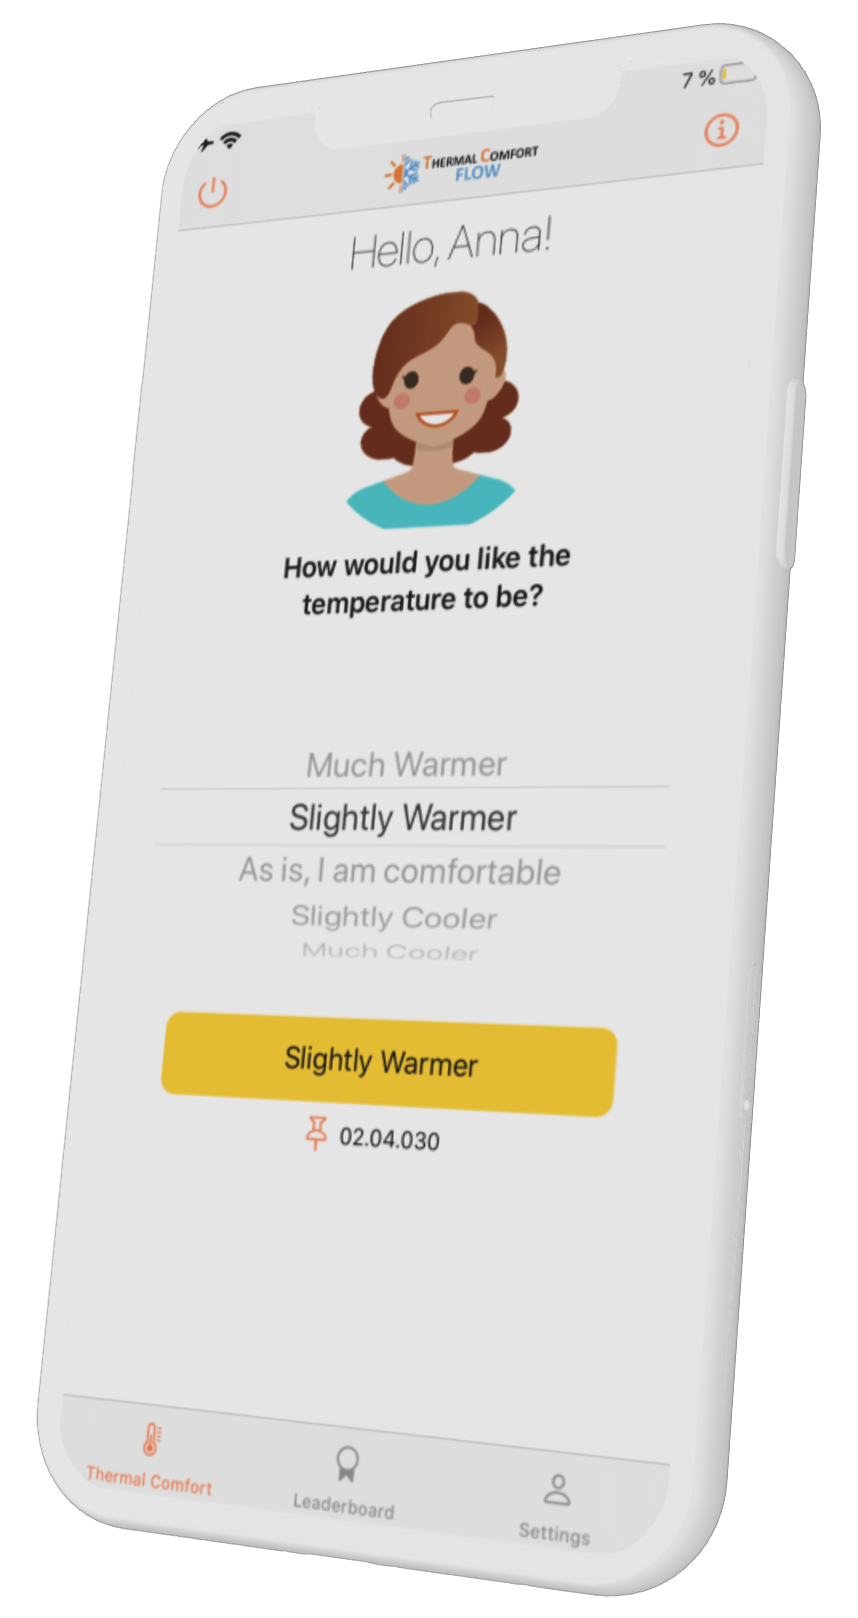 7 %
THERMAL COMFORT
FLOW
Hello, Anna!
How would you like the
temperature to be?
Much Warmer
Slightly Warmer
As is, I am comfortable
Slightly Cooler
Much Cooler
Slightly Warmer
02.04.030
Thermal Comfort
Leaderboard
Settings